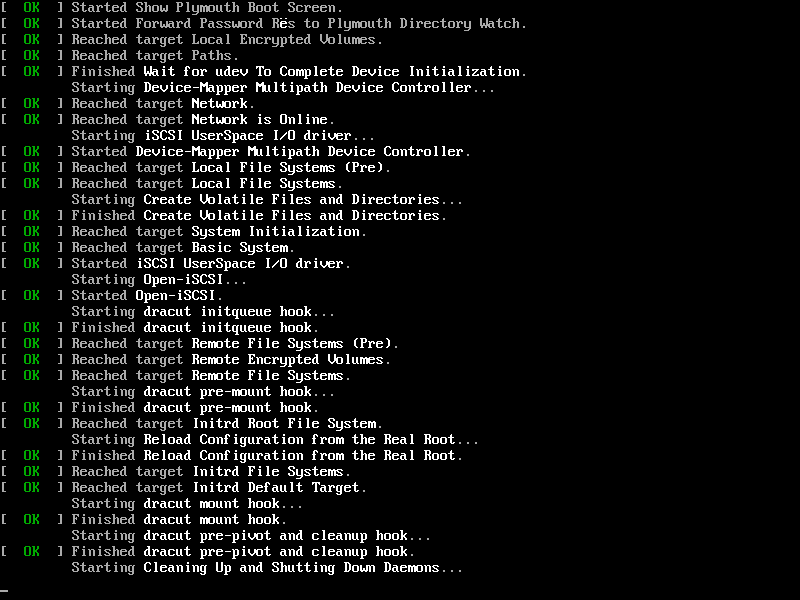 [  OK  ] Started Show Plymouth Boot Screen.
[  OK  ] Started Forward Password Rës to Plymouth Directory Watch.
[  OK  ] Reached target Local Encrypted Volumes.
[  OK  ] Reached target Paths.
[  OK  ] Finished Wait for udev To Complete Device Initialization.
Starting Device-Mapper Multipath Device Controller...
[  OK  ] Reached target Network.
[  OK  ] Reached target Network is Online.
Starting iSCSI UserSpace I/O driver...
[  OK  ] Started Device-Mapper Multipath Device Controller.
[  OK  ] Reached target Local File Systems (Pre).
[  OK  ] Reached target Local File Systems.
Starting Create Volatile Files and Directories...
[  OK  ] Finished Create Volatile Files and Directories.
[  OK  ] Reached target System Initialization.
[  OK  ] Reached target Basic System.
[  OK  ] Started iSCSI UserSpace I/O driver.
Starting Open-iSCSI...
[  OK  ] Started Open-iSCSI.
Starting dracut initqueue hook...
[  OK  ] Finished dracut initqueue hook.
[  OK  ] Reached target Remote File Systems (Pre).
[  OK  ] Reached target Remote Encrypted Volumes.
[  OK  ] Reached target Remote File Systems.
Starting dracut pre-mount hook...
[  OK  ] Finished dracut pre-mount hook.
[  OK  ] Reached target Initrd Root File System.
Starting Reload Configuration from the Real Root...
[  OK  ] Finished Reload Configuration from the Real Root.
[  OK  ] Reached target Initrd File Systems.
[  OK  ] Reached target Initrd Default Target.
Starting dracut mount hook...
[  OK  ] Finished dracut mount hook.
Starting dracut pre-pivot and cleanup hook...
[  OK  ] Finished dracut pre-pivot and cleanup hook.
Starting Cleaning Up and Shutting Down Daemons...